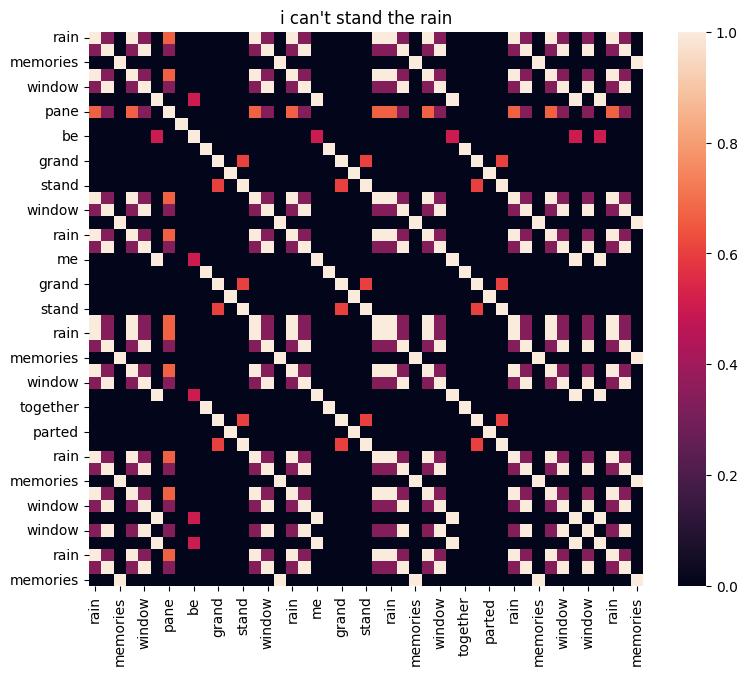 i can't stand the rain
rain
memories
window
pane
be
grand
stand
window
rain
me
grand
stand
rain
memories
window
together
parted
rain
memories
window
window
rain
memories
1.0
0.8
0.6
0.4
0.2
0.0
rain
memories
window
pane
be
grand
stand
window
rain
me
grand
stand
rain
memories
window
together
parted
rain
memories
window
window
rain
memories